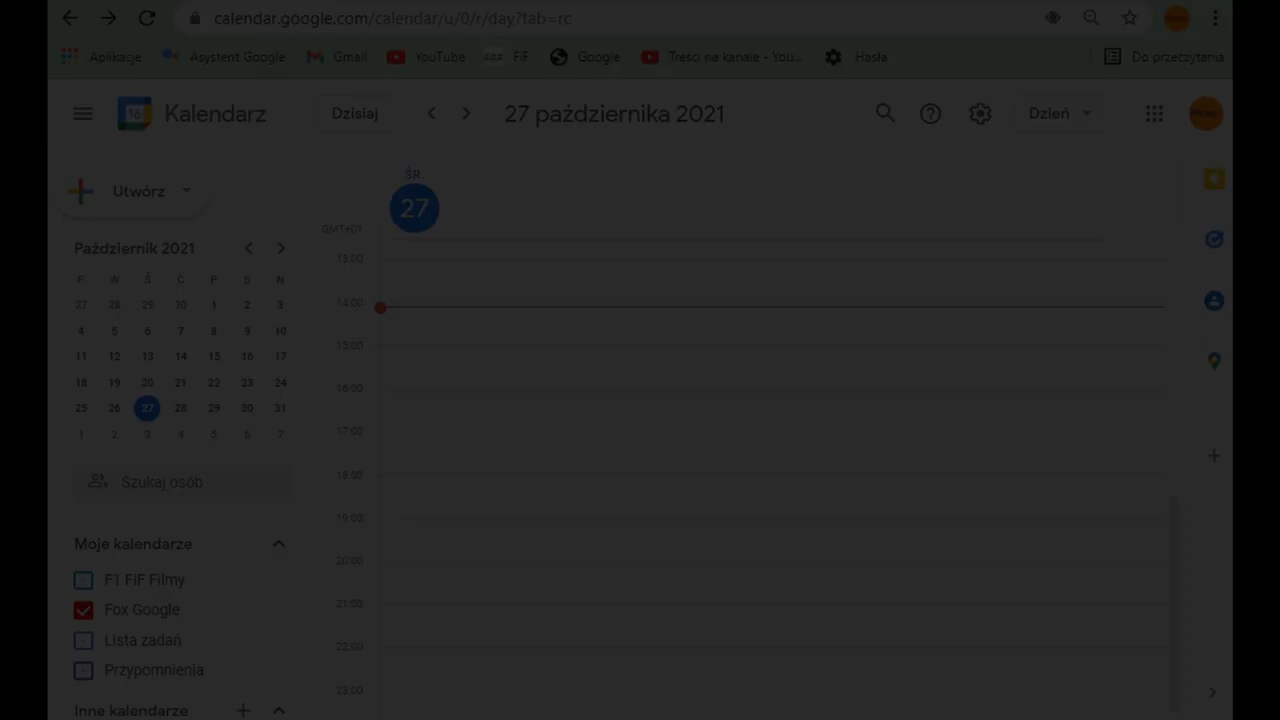 calendar.google.com/calendar/u/0/r/day?tab=rc
Aplikacje Asystent Google Gmail YouTube FiF Google Treści na kanale - You... Hasła Do przeczytania
Kalendarz Dzisiaj 27 października 2021 Dzień
Utwórz
ŚR.
27
GMT+01
Październik 2021
P W Ś C P S N
27 28 29 30 1 2 3
4 5 6 7 8 9 10
11 12 13 14 15 16 17
18 19 20 21 22 23 24
25 26 27 28 29 30 31
1 2 3 4 5 6 7
Szukaj osób
Moje kalendarze
F1 FiF Filmy
Fox Google
Lista zadań
Przypomnienia
Inne kalendarze
13:00
14:00
15:00
16:00
17:00
18:00
19:00
20:00
21:00
22:00
23:00